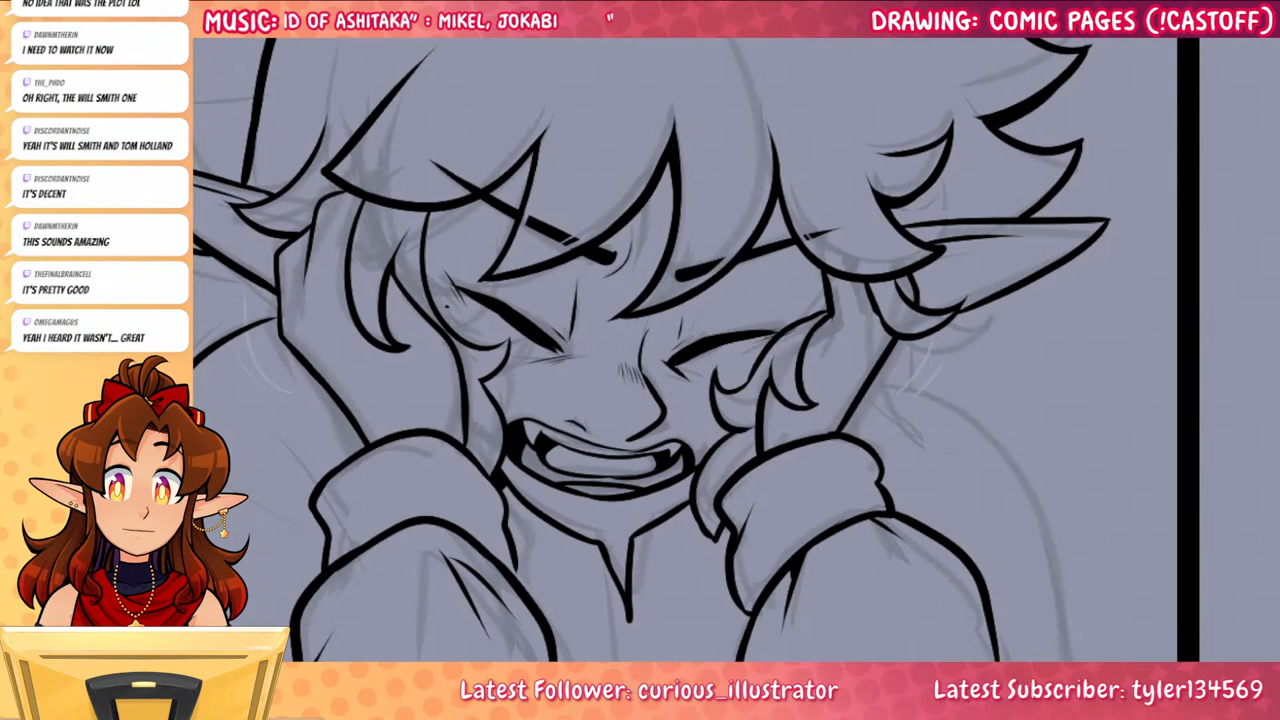 MUSIC: ID OF ASHITAKA" : MIKEL, JOKABI "
DRAWING: COMIC PAGES (!CASTOFF)
NO IDEA THAT WAS THE PLOT LOL
DAWNMTHERIN
I NEED TO WATCH IT NOW
THE_PHDO
OH RIGHT, THE WILL SMITH ONE
DISCORDANTNOISE
YEAH IT'S WILL SMITH AND TOM HOLLAND
DISCORDANTNOISE
IT'S DECENT
DAWNMTHERIN
THIS SOUNDS AMAZING
THEFINALBRAINCELL
IT'S PRETTY GOOD
OMEGAMAGUS
YEAH I HEARD IT WASN'T... GREAT
Latest Follower: curious_illustrator
Latest Subscriber: tyler134569